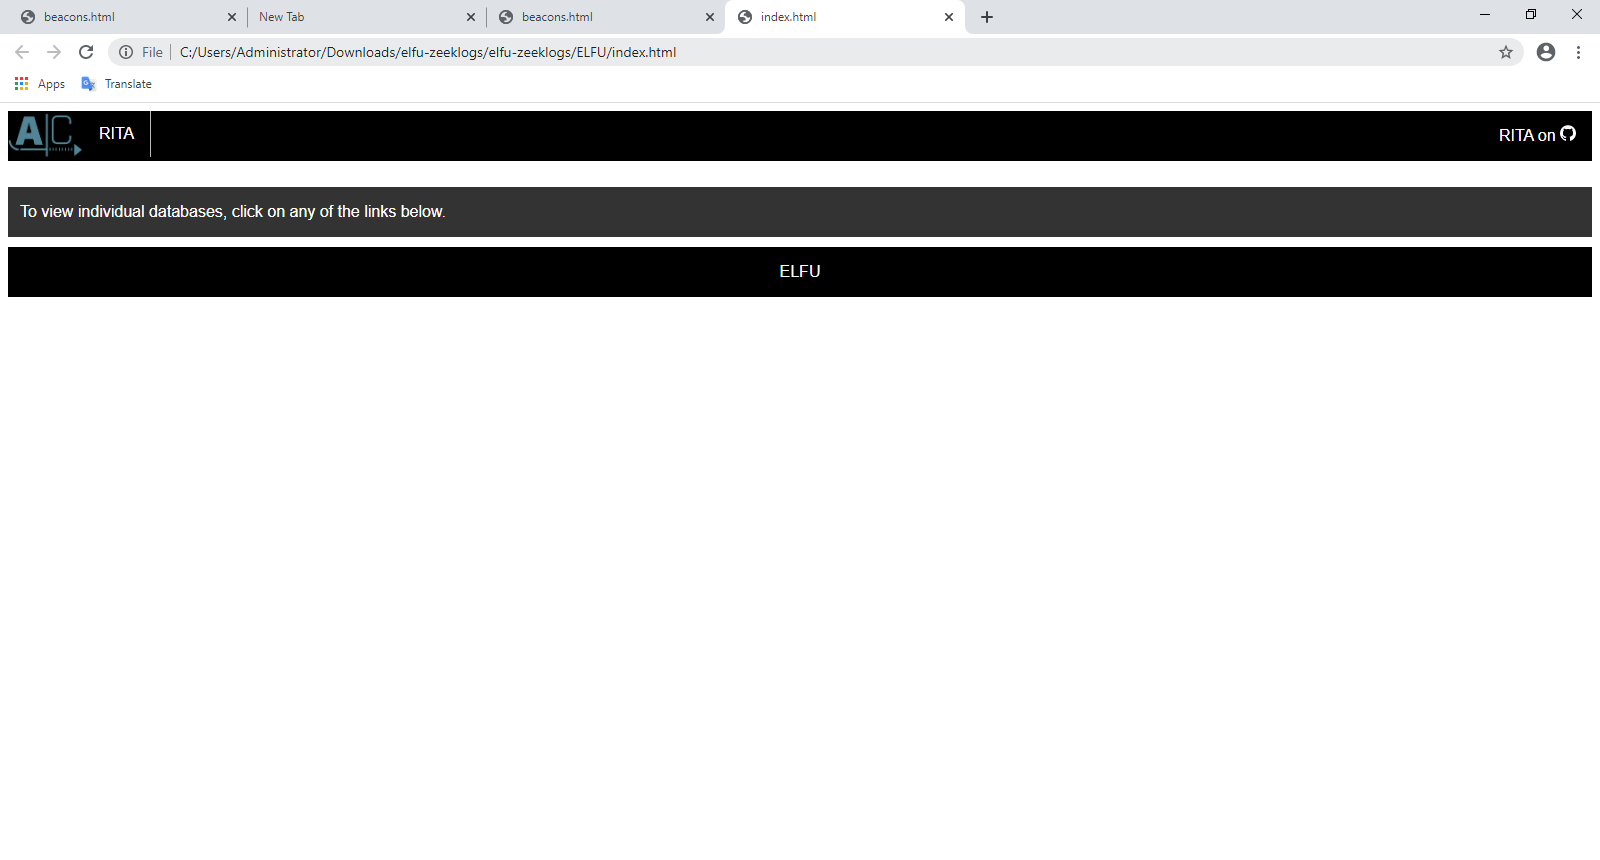 beacons.html
New Tab
beacons.html
index.html
File
C:/Users/Administrator/Downloads/elfu-zeeklogs/elfu-zeeklogs/ELFU/index.html
Apps
Translate
A|C
RITA
RITA on
To view individual databases, click on any of the links below.
ELFU